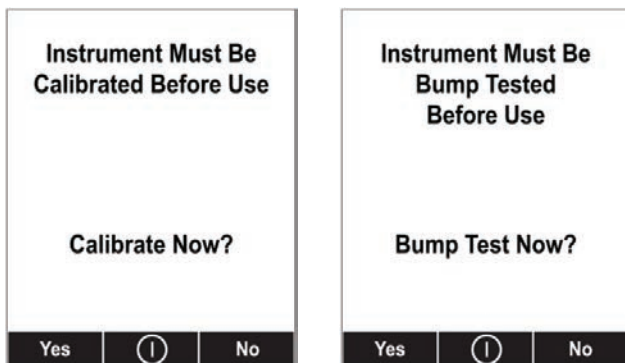 Instrument Must Be
Calibrated Before Use
Calibrate Now?
Yes No
Instrument Must Be
Bump Tested
Before Use
Bump Test Now?
Yes No